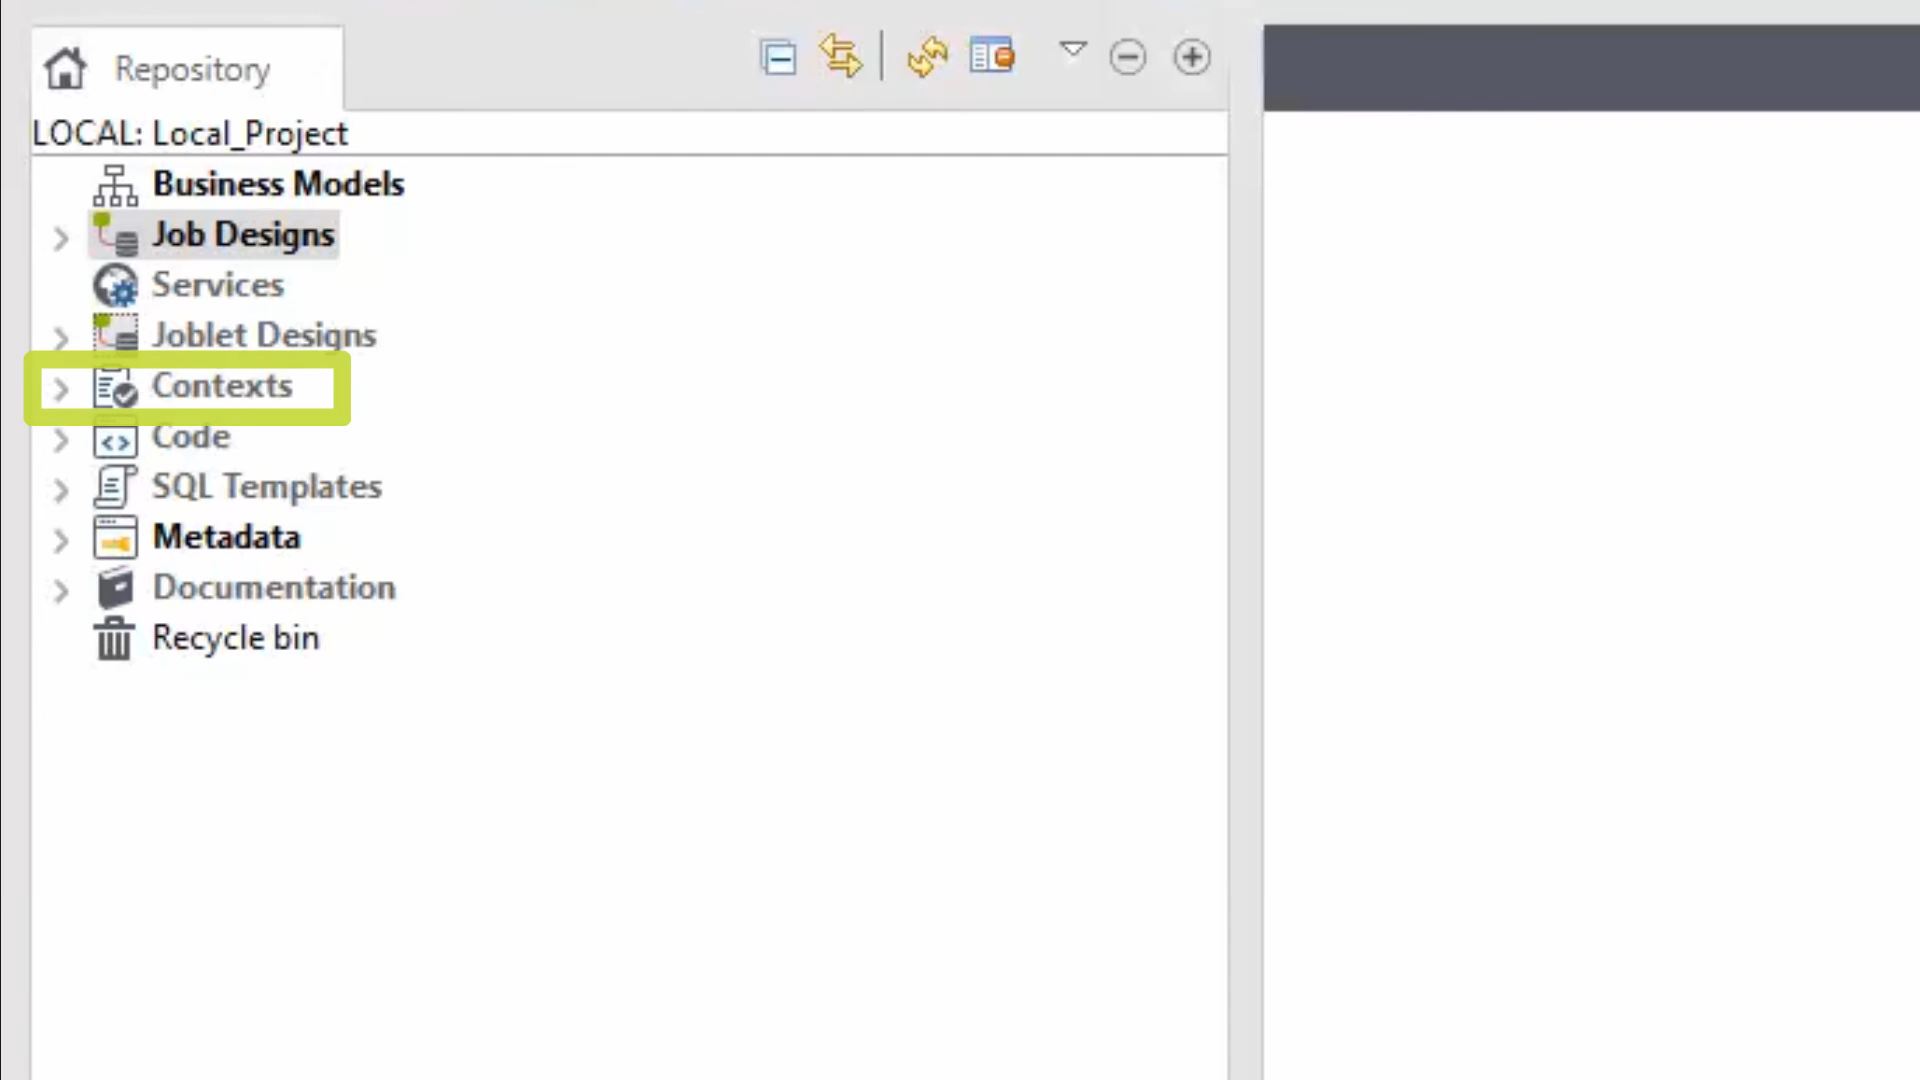 Repository
LOCAL: Local_Project
Business Models
Job Designs
Services
Joblet Designs
Contexts
Code
SQL Templates
Metadata
Documentation
Recycle bin